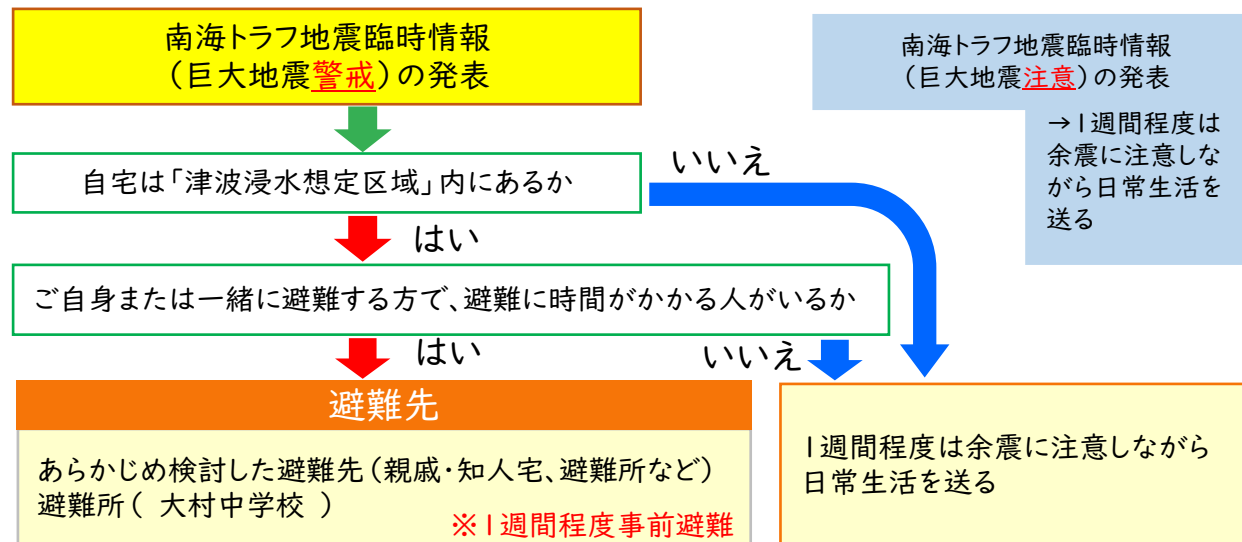 南海トラフ地震臨時情報
（巨大地震警戒）の発表
南海トラフ地震臨時情報
（巨大地震注意）の発表
→1週間程度は
余震に注意しな
がら日常生活を
送る
自宅は「津波浸水想定区域」内にあるか
いいえ
はい
ご自身または一緒に避難する方で、避難に時間がかかる人がいるか
はい
いいえ
避難先
あらかじめ検討した避難先（親戚・知人宅、避難所など）
避難所（ 大村中学校 ）
※1週間程度事前避難
1週間程度は余震に注意しながら
日常生活を送る